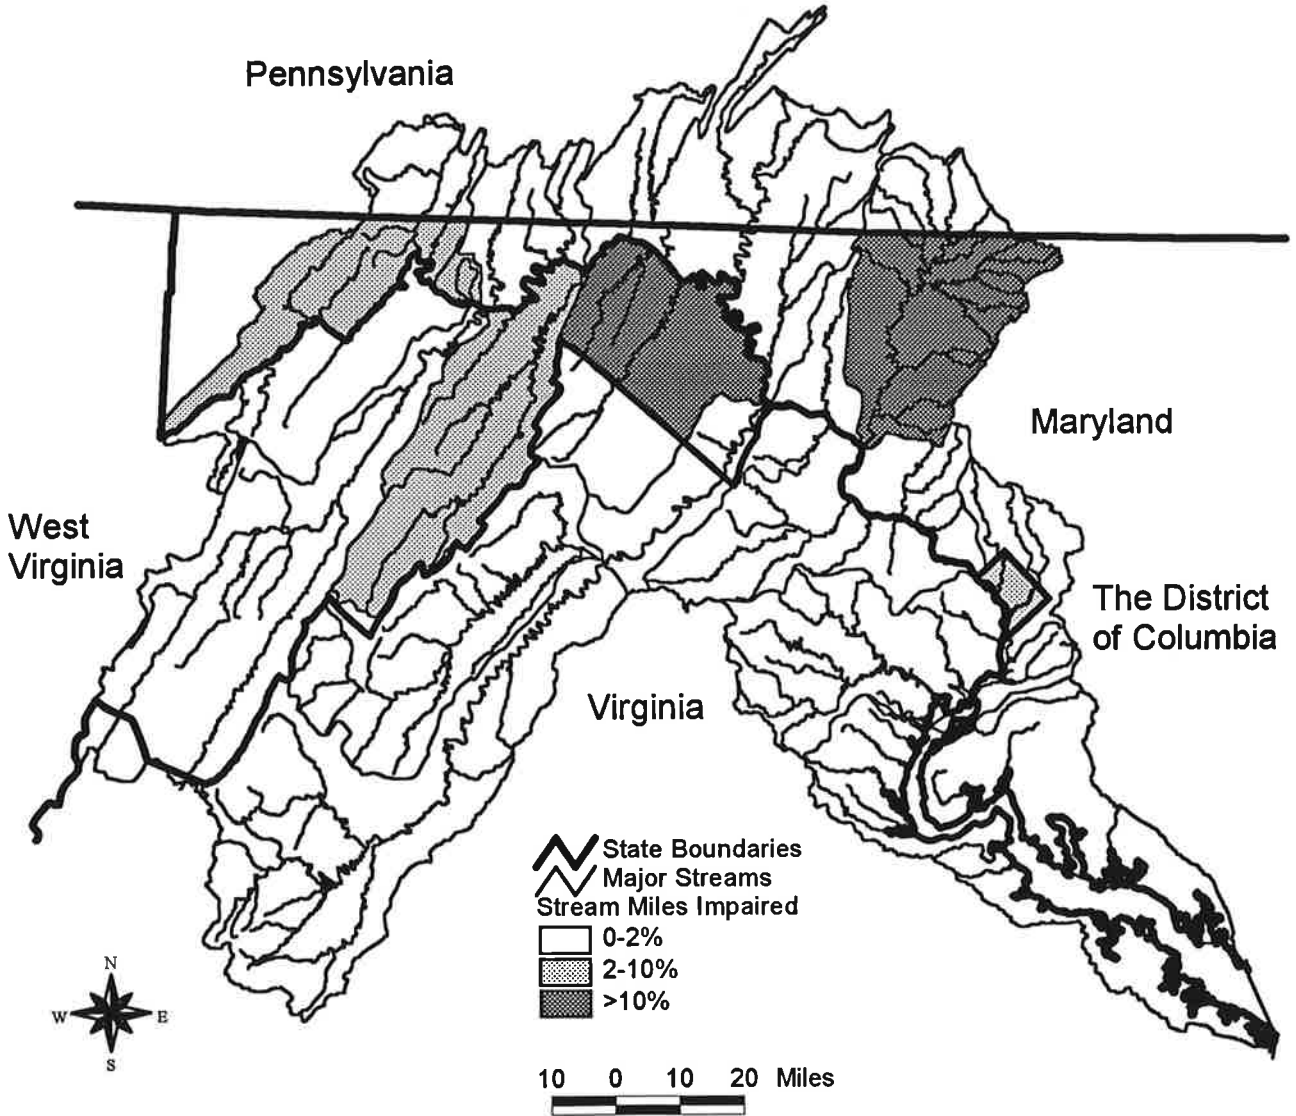 Pennsylvania
Maryland
West
Virginia
The District
of Columbia
Virginia
State Boundaries
Major Streams
Stream Miles Impaired
0-2%
2-10%
>10%
N
W E
S
10 0 10 20 Miles